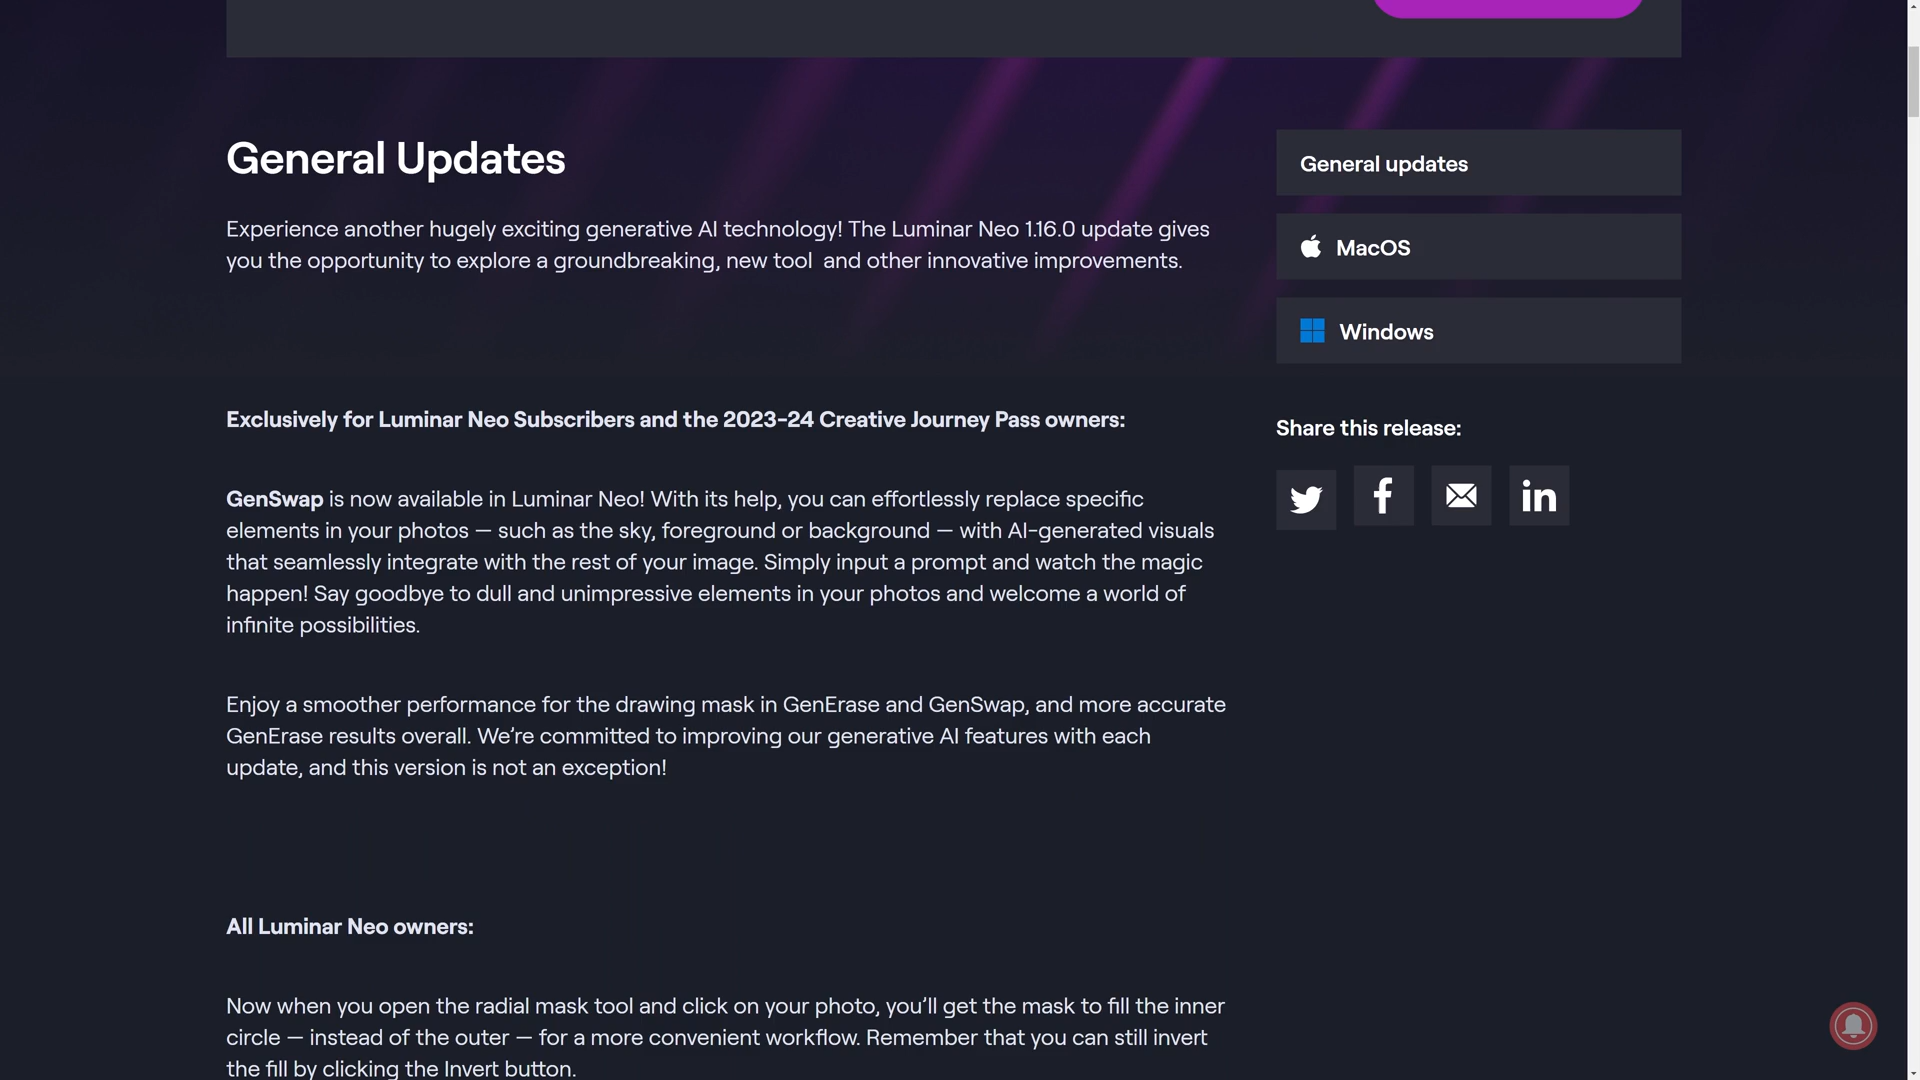 General Updates
Experience another hugely exciting generative AI technology! The Luminar Neo 1.16.0 update gives
you the opportunity to explore a groundbreaking, new tool  and other innovative improvements.
Exclusively for Luminar Neo Subscribers and the 2023-24 Creative Journey Pass owners:
GenSwap is now available in Luminar Neo! With its help, you can effortlessly replace specific
elements in your photos — such as the sky, foreground or background — with AI-generated visuals
that seamlessly integrate with the rest of your image. Simply input a prompt and watch the magic
happen! Say goodbye to dull and unimpressive elements in your photos and welcome a world of
infinite possibilities.
Enjoy a smoother performance for the drawing mask in GenErase and GenSwap, and more accurate
GenErase results overall. We’re committed to improving our generative AI features with each
update, and this version is not an exception!
All Luminar Neo owners:
Now when you open the radial mask tool and click on your photo, you’ll get the mask to fill the inner
circle — instead of the outer — for a more convenient workflow. Remember that you can still invert
the fill by clicking the Invert button.
General updates
MacOS
Windows
Share this release: